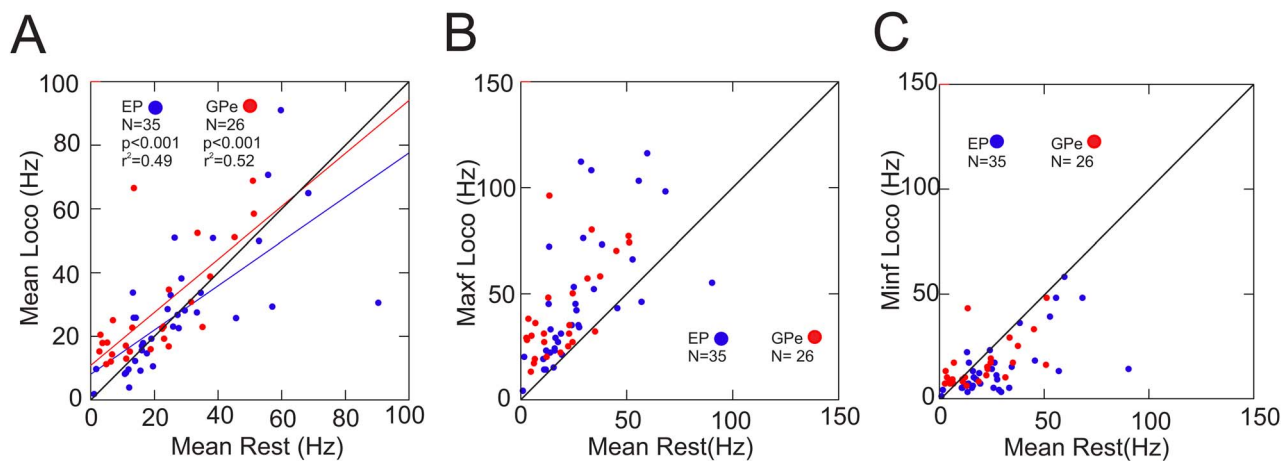 A
B
C
100
80
60
40
20
0
Mean Loco (Hz)
EP
GPe
N=35
N=26
p<0.001
p<0.001
r²=0.49
r²=0.52
0
20
40
60
80
100
Mean Rest (Hz)
150
100
50
0
Maxf Loco (Hz)
EP
GPe
N=35
N= 26
0
50
100
150
Mean Rest(Hz)
150
100
50
0
Minf Loco (Hz)
EP
GPe
N=35
N= 26
0
50
100
150
Mean Rest(Hz)